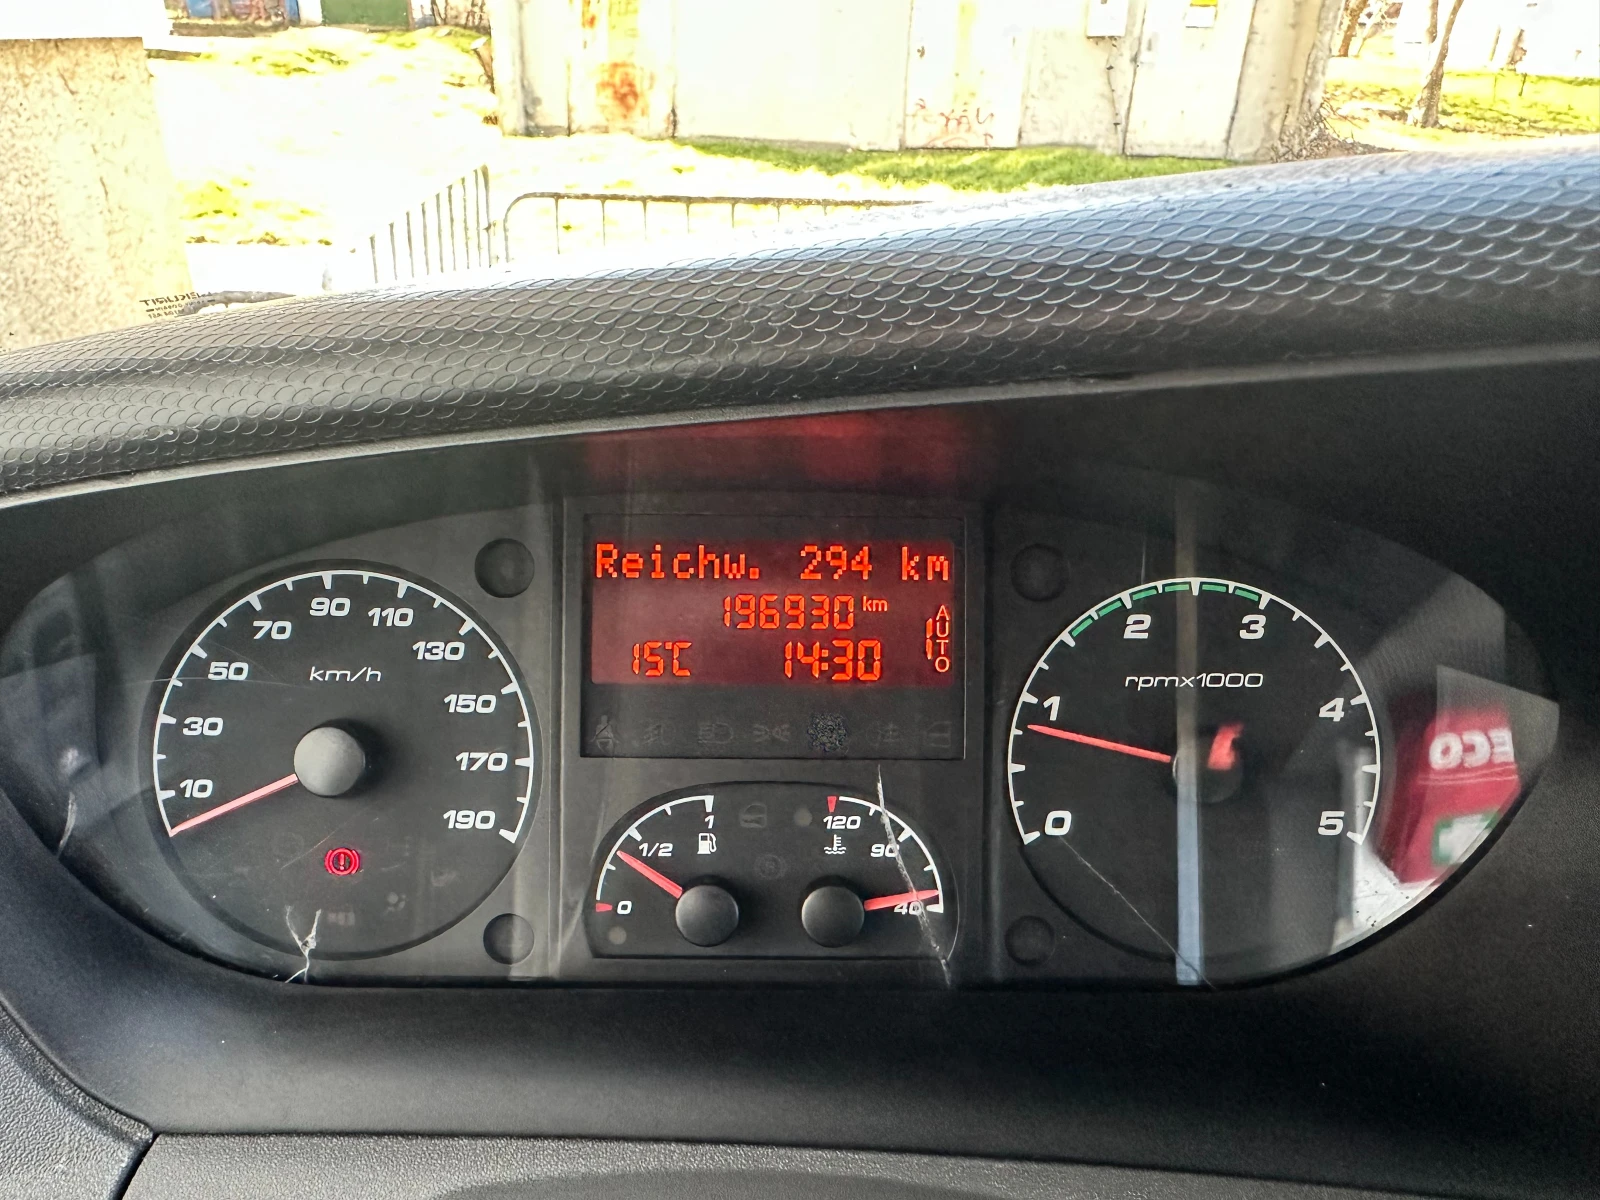 Reichw. 294 km
196930 km
15°C 14:30
AUTO
10 30 50 70 90 110 130 150 170 190
km/h
0 1/2 1
120 90 40
0 1 2 3 4 5
rpmx1000
ECO